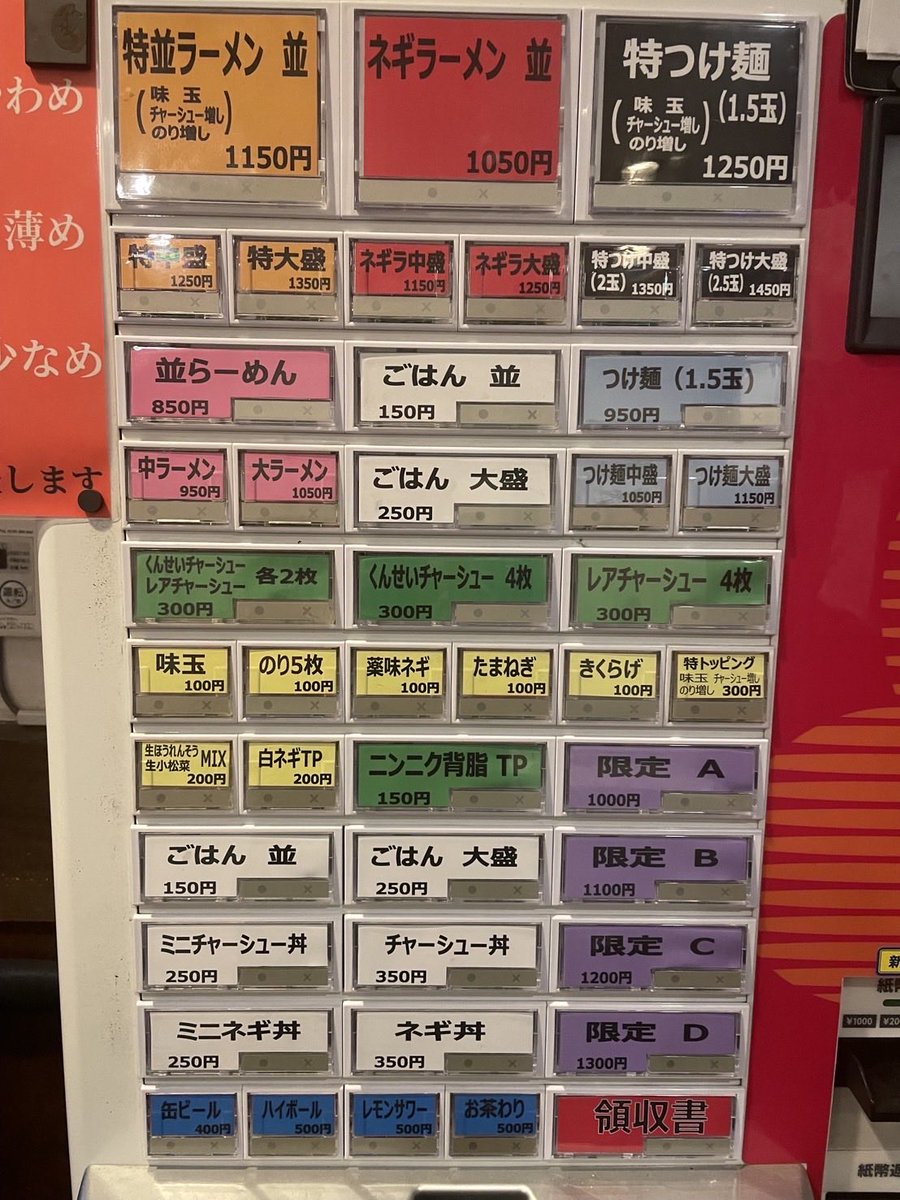 わめ
薄め
少なめ
します
運転
特並ラーメン 並
(味玉
チャーシュー増し
のり増し)
1150円
ネギラーメン 並
1050円
特つけ麺
(味玉
チャーシュー増し
のり増し)
(1.5玉)
1250円
特中盛
1250円
特大盛
1350円
ネギラ中盛
1150円
ネギラ大盛
1250円
特つけ中盛
(2玉) 1350円
特つけ大盛
(2.5玉) 1450円
並らーめん
850円
ごはん 並
150円
つけ麺 (1.5玉)
950円
中ラーメン
950円
大ラーメン
1050円
ごはん 大盛
250円
つけ麺中盛
1050円
つけ麺大盛
1150円
くんせいチャーシュー
レアチャーシュー 各2枚
300円
くんせいチャーシュー 4枚
300円
レアチャーシュー 4枚
300円
味玉
100円
のり5枚
100円
薬味ネギ
100円
たまねぎ
100円
きくらげ
100円
特トッピング
味玉 チャーシュー増し
のり増し 300円
生ほうれんそう
生小松菜 MIX
200円
白ネギTP
200円
ニンニク背脂 TP
150円
限定 A
1000円
ごはん 並
150円
ごはん 大盛
250円
限定 B
1100円
ミニチャーシュー丼
250円
チャーシュー丼
350円
限定 C
1200円
ミニネギ丼
250円
ネギ丼
350円
限定 D
1300円
缶ビール
400円
ハイボール
500円
レモンサワー
500円
お茶わり
500円
領収書
新
紙幣
¥1000
¥20
紙幣返